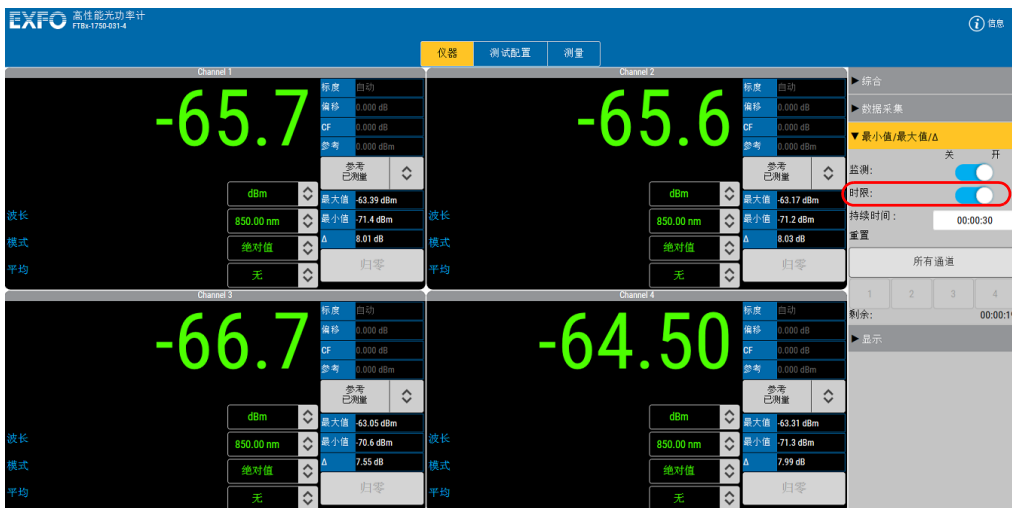 EXFO 高性能光功率计
FTBx-1750-031-4
信息
仪器 测试配置 测量
Channel 1
-65.7
标度 自动
偏移 0.000 dB
CF 0.000 dB
参考 0.000 dBm
参考
已测量
dBm
最大值 -63.39 dBm
波长 850.00 nm
最小值 -71.4 dBm
模式 绝对值
Δ 8.01 dB
平均 无
归零
Channel 2
-65.6
标度 自动
偏移 0.000 dB
CF 0.000 dB
参考 0.000 dBm
参考
已测量
dBm
最大值 -63.17 dBm
波长 850.00 nm
最小值 -71.2 dBm
模式 绝对值
Δ 8.03 dB
平均 无
归零
Channel 3
-66.7
标度 自动
偏移 0.000 dB
CF 0.000 dB
参考 0.000 dBm
参考
已测量
dBm
最大值 -63.05 dBm
波长 850.00 nm
最小值 -70.6 dBm
模式 绝对值
Δ 7.55 dB
平均 无
归零
Channel 4
-64.50
标度 自动
偏移 0.000 dB
CF 0.000 dB
参考 0.000 dBm
参考
已测量
dBm
最大值 -63.31 dBm
波长 850.00 nm
最小值 -71.3 dBm
模式 绝对值
Δ 7.99 dB
平均 无
归零
综合
数据采集
最小值/最大值/Δ
关 开
监测:
时限:
持续时间: 00:00:30
重置
所有通道
1 2 3 4
剩余: 00:00:1
显示